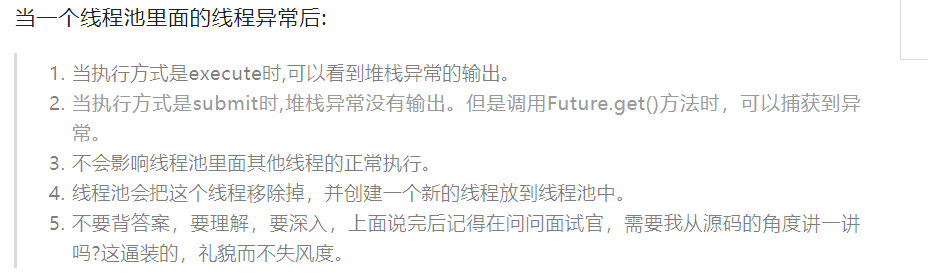 当一个线程池里面的线程异常后:
1. 当执行方式是execute时,可以看到堆栈异常的输出。
2. 当执行方式是submit时,堆栈异常没有输出。但是调用Future.get()方法时，可以捕获到异
常。
3. 不会影响线程池里面其他线程的正常执行。
4. 线程池会把这个线程移除掉，并创建一个新的线程放到线程池中。
5. 不要背答案，要理解，要深入，上面说完后记得在问问面试官，需要我从源码的角度讲一讲
吗?这逼装的，礼貌而不失风度。